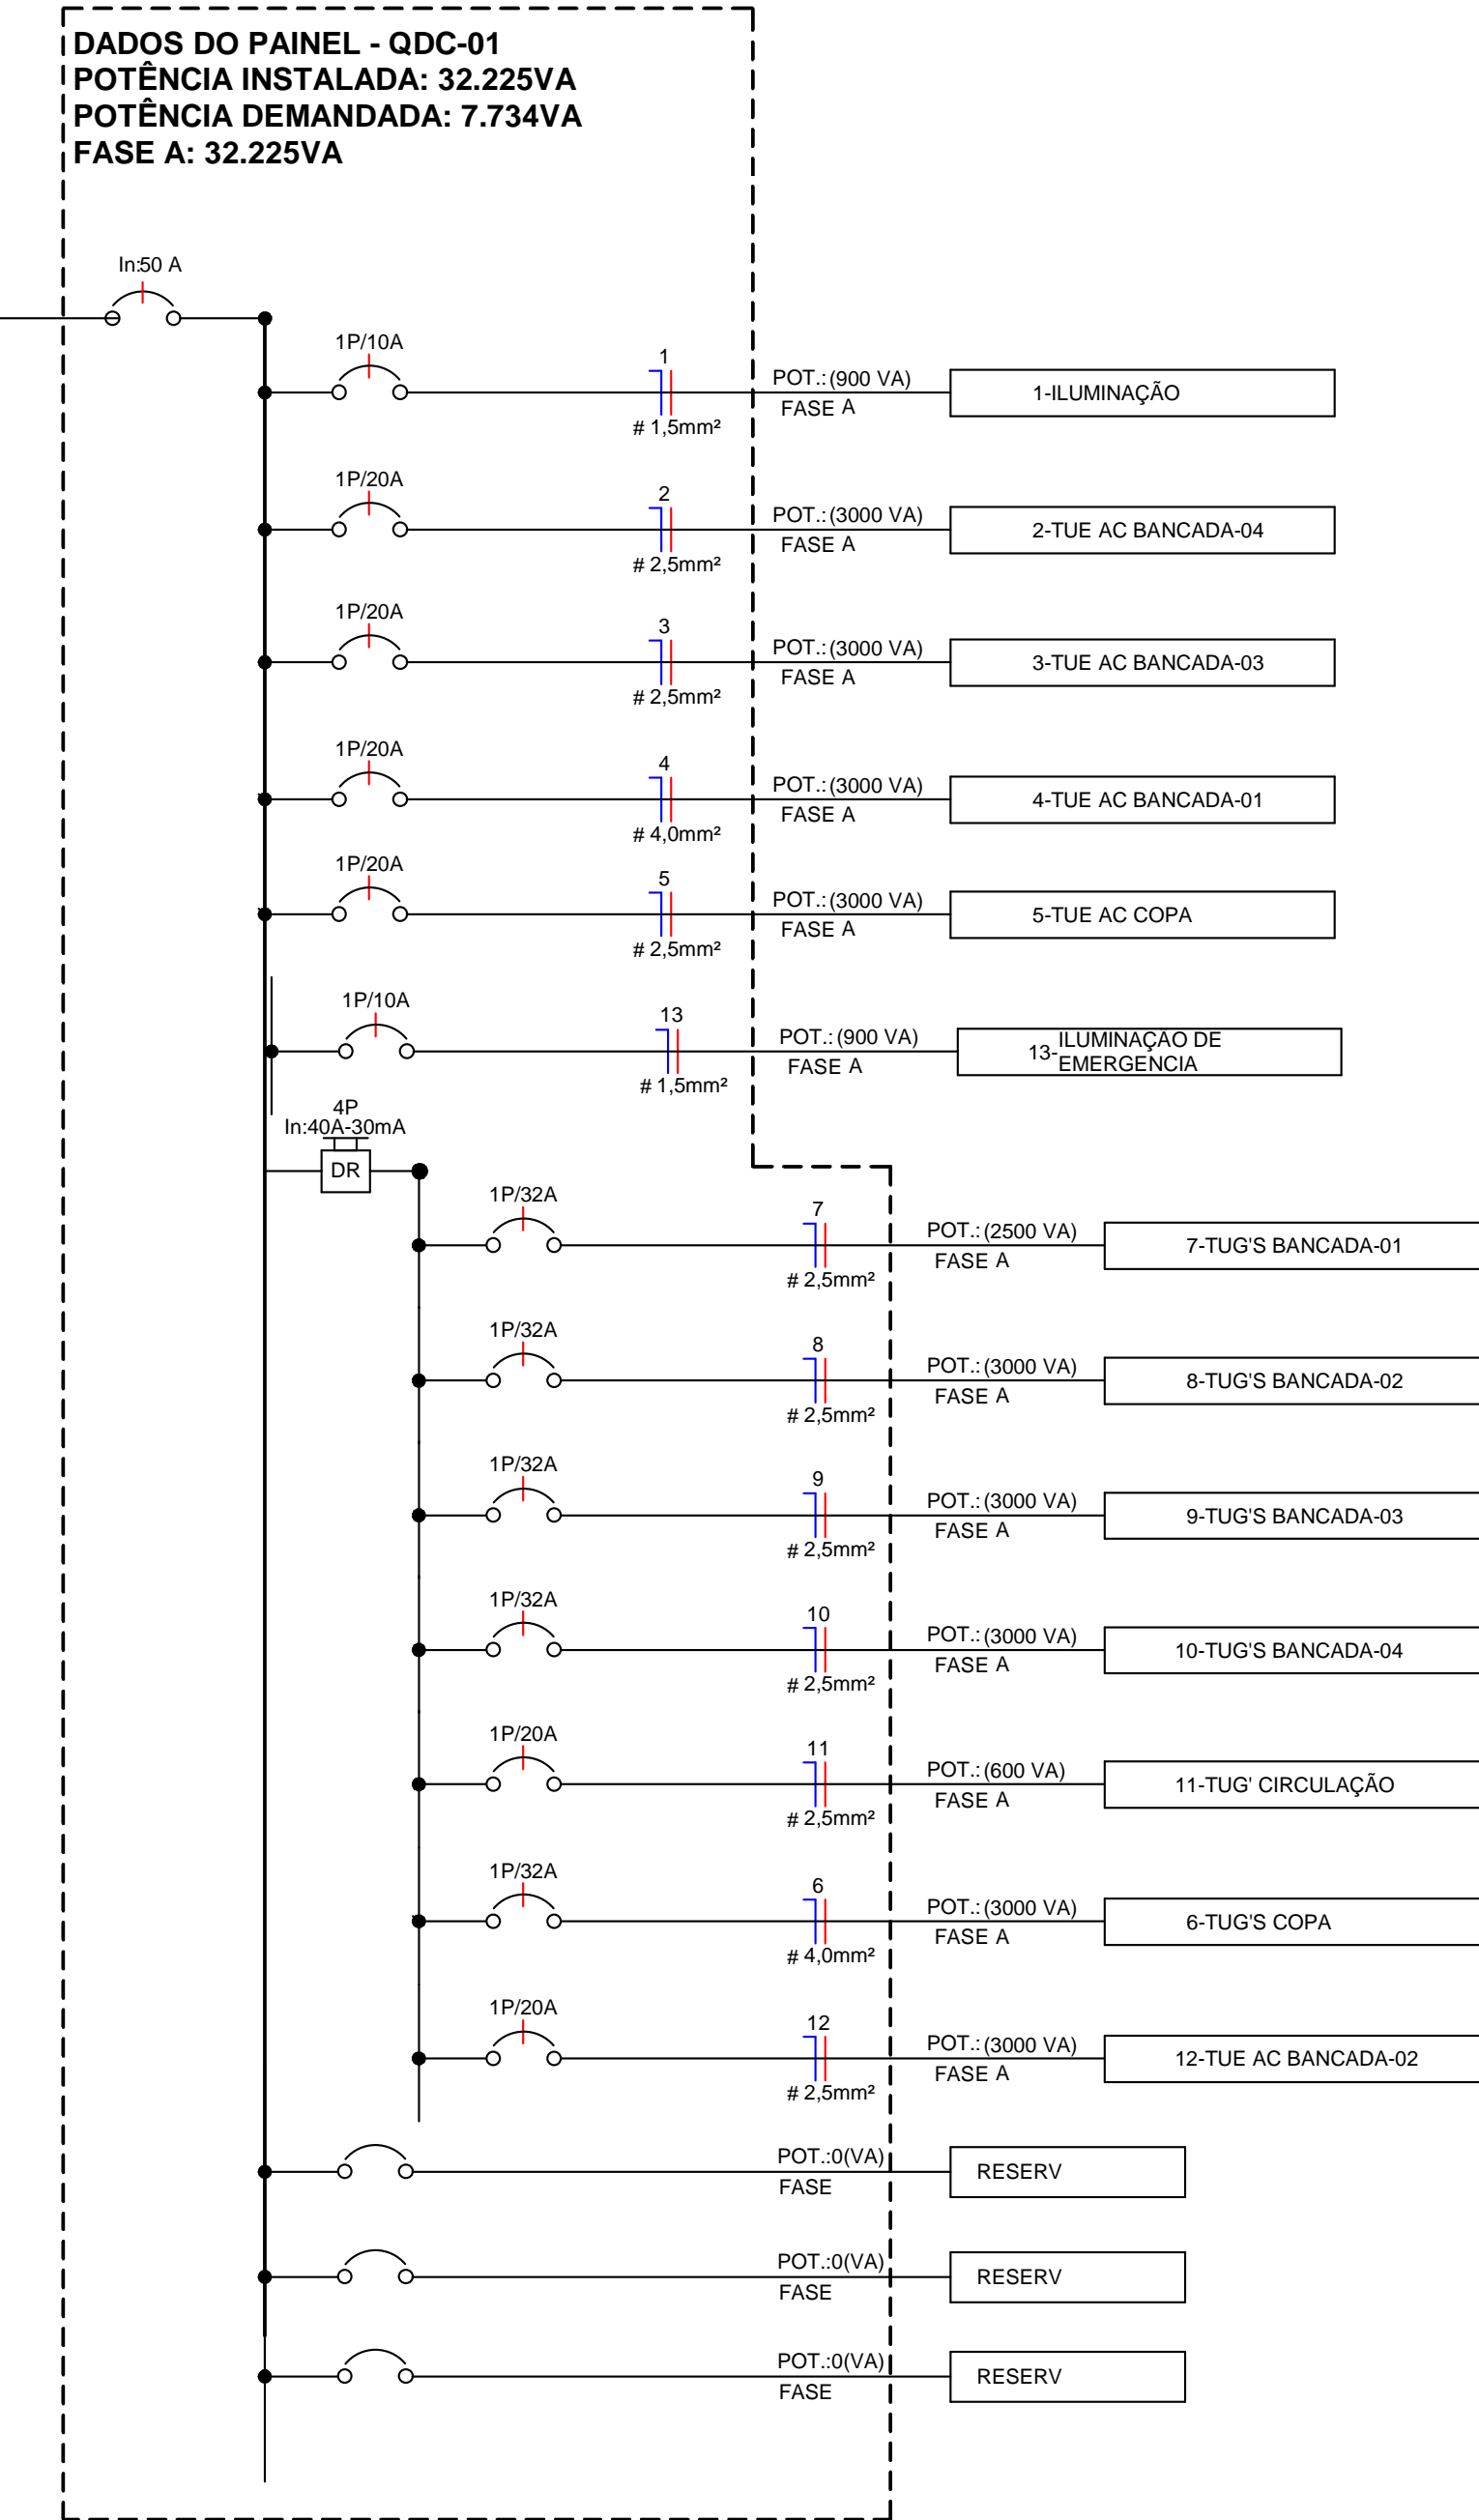 DADOS DO PAINEL - QDC-01
POTÊNCIA INSTALADA: 32.225VA
POTÊNCIA DEMANDADA: 7.734VA
FASE A: 32.225VA
In:50 A
1P/10A
1
# 1,5mm²
POT.: (900 VA)
FASE A
1-ILUMINAÇÃO
1P/20A
2
# 2,5mm²
POT.: (3000 VA)
FASE A
2-TUE AC BANCADA-04
1P/20A
3
# 2,5mm²
POT.: (3000 VA)
FASE A
3-TUE AC BANCADA-03
1P/20A
4
# 4,0mm²
POT.: (3000 VA)
FASE A
4-TUE AC BANCADA-01
1P/20A
5
# 2,5mm²
POT.: (3000 VA)
FASE A
5-TUE AC COPA
1P/10A
13
# 1,5mm²
POT.: (900 VA)
FASE A
13-ILUMINAÇÃO DE
EMERGENCIA
4P
In:40A-30mA
DR
1P/32A
7
# 2,5mm²
POT.: (2500 VA)
FASE A
7-TUG'S BANCADA-01
1P/32A
8
# 2,5mm²
POT.: (3000 VA)
FASE A
8-TUG'S BANCADA-02
1P/32A
9
# 2,5mm²
POT.: (3000 VA)
FASE A
9-TUG'S BANCADA-03
1P/32A
10
# 2,5mm²
POT.: (3000 VA)
FASE A
10-TUG'S BANCADA-04
1P/20A
11
# 2,5mm²
POT.: (600 VA)
FASE A
11-TUG' CIRCULAÇÃO
1P/32A
6
# 4,0mm²
POT.: (3000 VA)
FASE A
6-TUG'S COPA
1P/20A
12
# 2,5mm²
POT.: (3000 VA)
FASE A
12-TUE AC BANCADA-02
POT.:0(VA)
FASE
RESERV
POT.:0(VA)
FASE
RESERV
POT.:0(VA)
FASE
RESERV